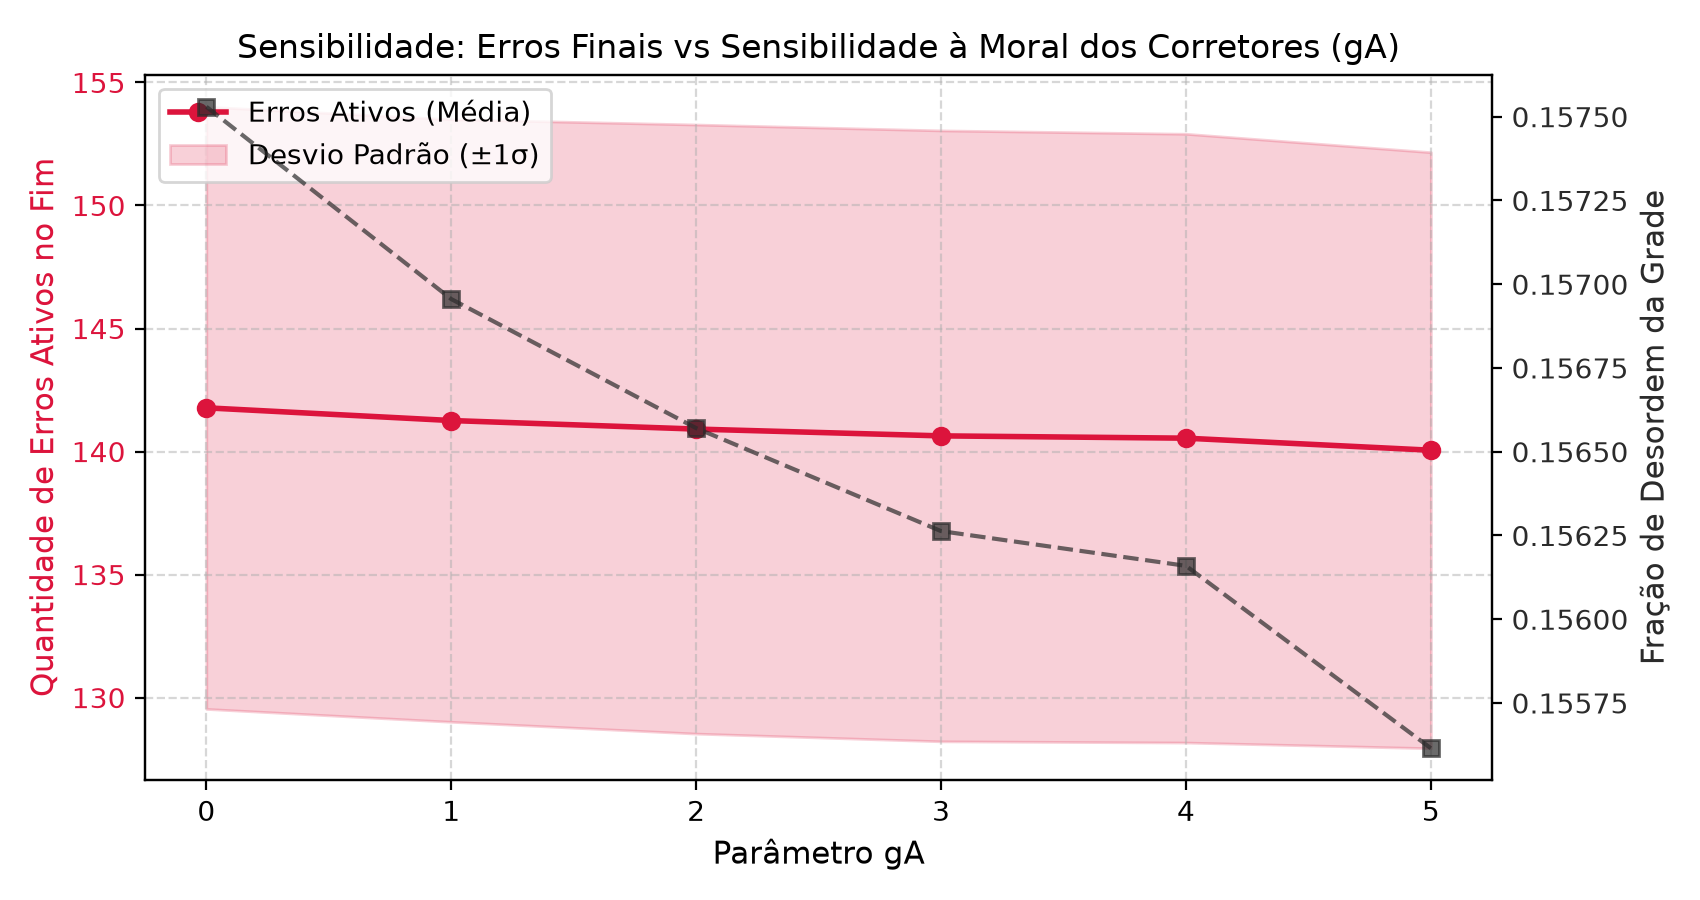 Sensibilidade: Erros Finais vs Sensibilidade à Moral dos Corretores (gA)
Erros Ativos (Média)
Desvio Padrão (±1σ)
Quantidade de Erros Ativos no Fim
155
150
145
140
135
130
0.15750
0.15725
0.15700
0.15675
0.15650
0.15625
0.15600
0.15575
Fração de Desordem da Grade
0 1 2 3 4 5
Parâmetro gA